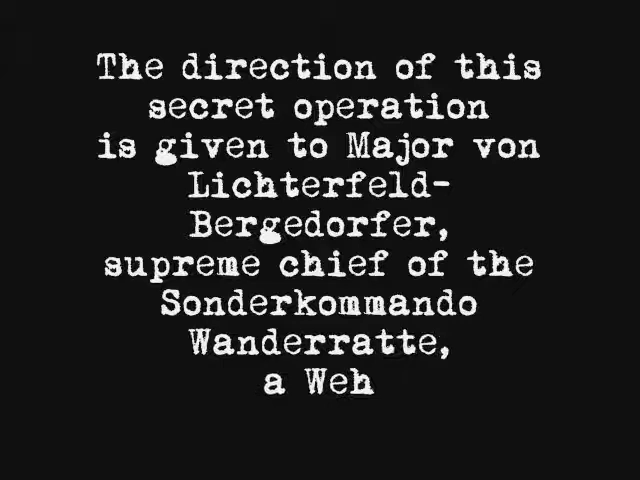 The direction of this
secret operation
is given to Major von
Lichterfeld-
Bergedorfer,
supreme chief of the
Sonderkommando
Wanderratte,
a Weh